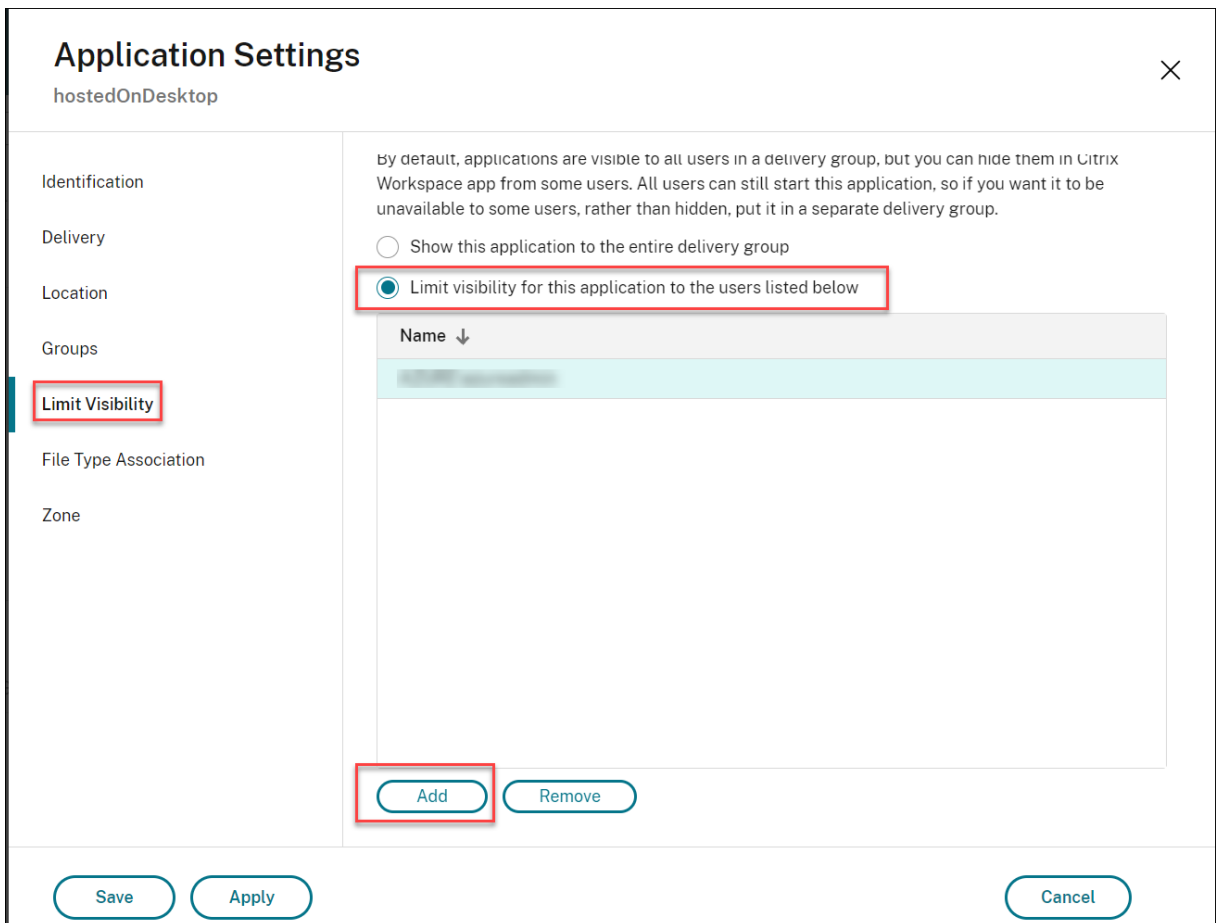 Application Settings
hostedOnDesktop
Identification
Delivery
Location
Groups
Limit Visibility
File Type Association
Zone
By default, applications are visible to all users in a delivery group, but you can hide them in Citrix
Workspace app from some users. All users can still start this application, so if you want it to be
unavailable to some users, rather than hidden, put it in a separate delivery group.
Show this application to the entire delivery group
Limit visibility for this application to the users listed below
Name
Add
Remove
Save
Apply
Cancel